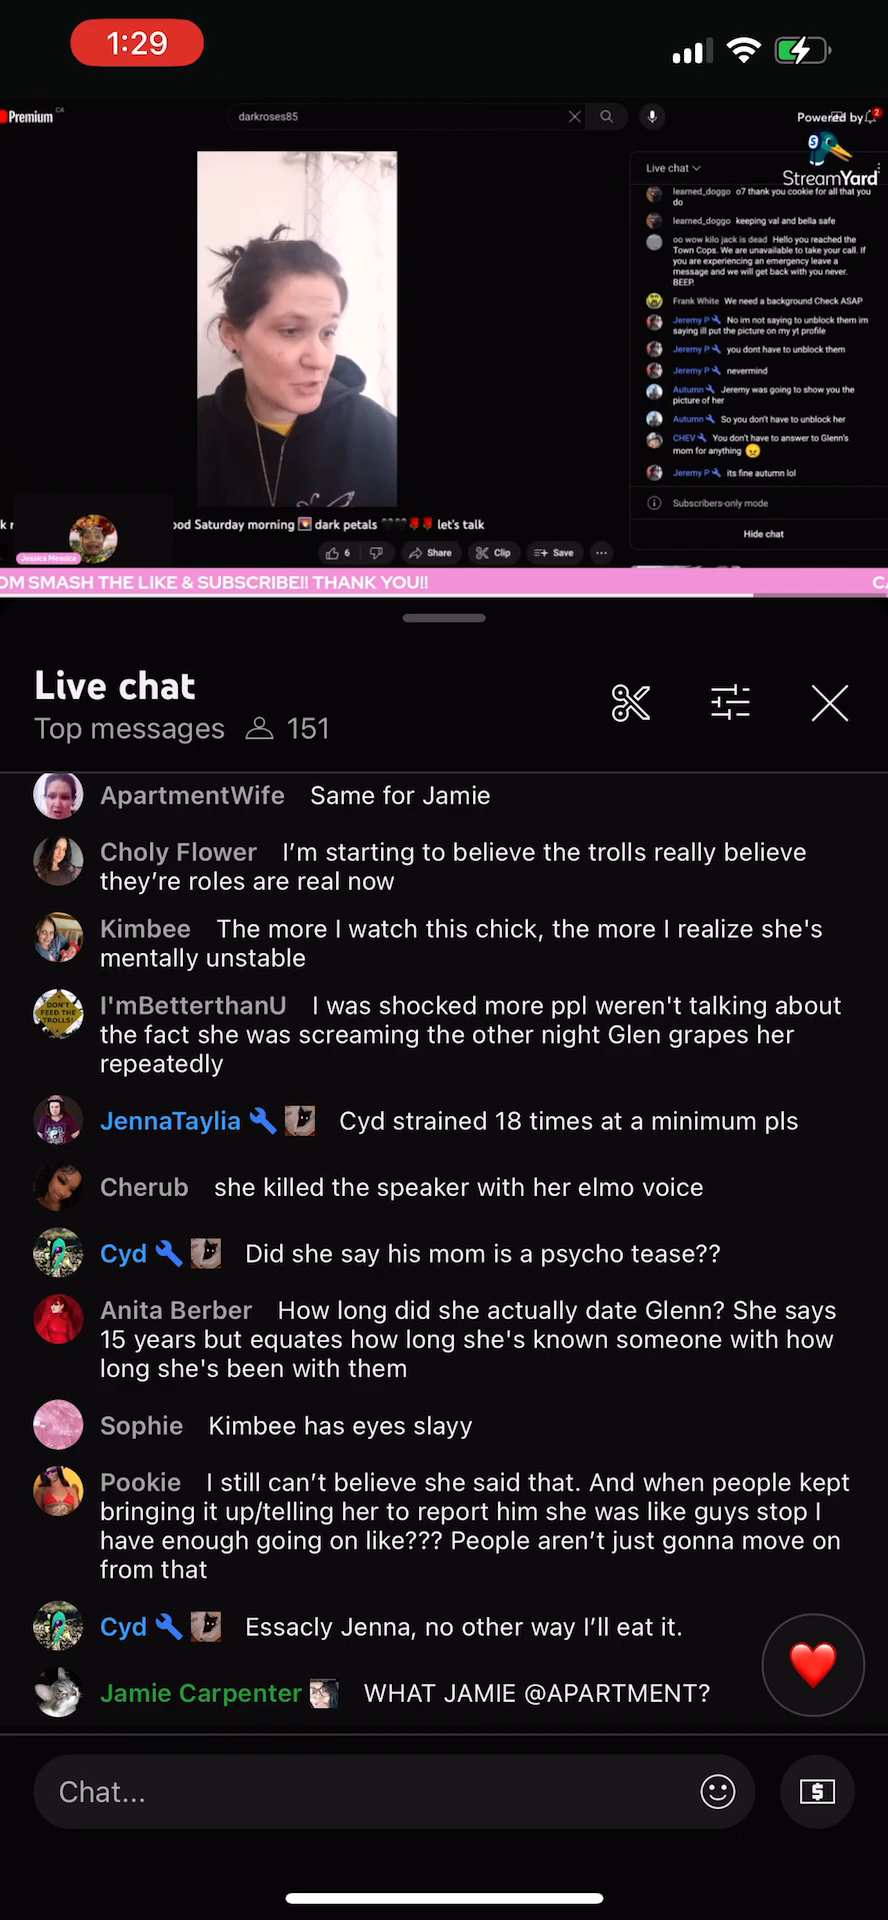 1:29
Premium CA
darkroses85
Powered by
2
StreamYard
Live chat
learned_doggo o7 thank you cookie for all that you
do
learned_doggo keeping val and bella safe
oo wow kilo jack is dead Hello you reached the
Town Cops. We are unavailable to take your call. If
you are experiencing an emergency leave a
message and we will get back with you never.
BEEP.
Frank White We need a background Check ASAP
Jeremy P No im not saying to unblock them im
saying ill put the picture on my yt profile
Jeremy P you dont have to unblock them
Jeremy P nevermind
Autumn Jeremy was going to show you the
picture of her
Autumn So you don't have to unblock her
CHEV You don't have to answer to Glenn's
mom for anything 😠
Jeremy P its fine autumn lol
Subscribers-only mode
Hide chat
ood Saturday morning 🌅 dark petals 🖤🖤🌹🌹 let's talk
Jessica Messica
6
Share
Clip
Save
OM SMASH THE LIKE & SUBSCRIBE!! THANK YOU!!
Live chat
Top messages 151
ApartmentWife Same for Jamie
Choly Flower I'm starting to believe the trolls really believe
they're roles are real now
Kimbee The more I watch this chick, the more I realize she's
mentally unstable
DON'T
FEED THE
TROLLS!
I'mBetterthanU I was shocked more ppl weren't talking about
the fact she was screaming the other night Glen grapes her
repeatedly
JennaTaylia Cyd strained 18 times at a minimum pls
Cherub she killed the speaker with her elmo voice
Cyd Did she say his mom is a psycho tease??
Anita Berber How long did she actually date Glenn? She says
15 years but equates how long she's known someone with how
long she's been with them
Sophie Kimbee has eyes slayy
Pookie I still can't believe she said that. And when people kept
bringing it up/telling her to report him she was like guys stop I
have enough going on like??? People aren't just gonna move on
from that
Cyd Essacly Jenna, no other way I'll eat it.
Jamie Carpenter WHAT JAMIE @APARTMENT?
Chat...